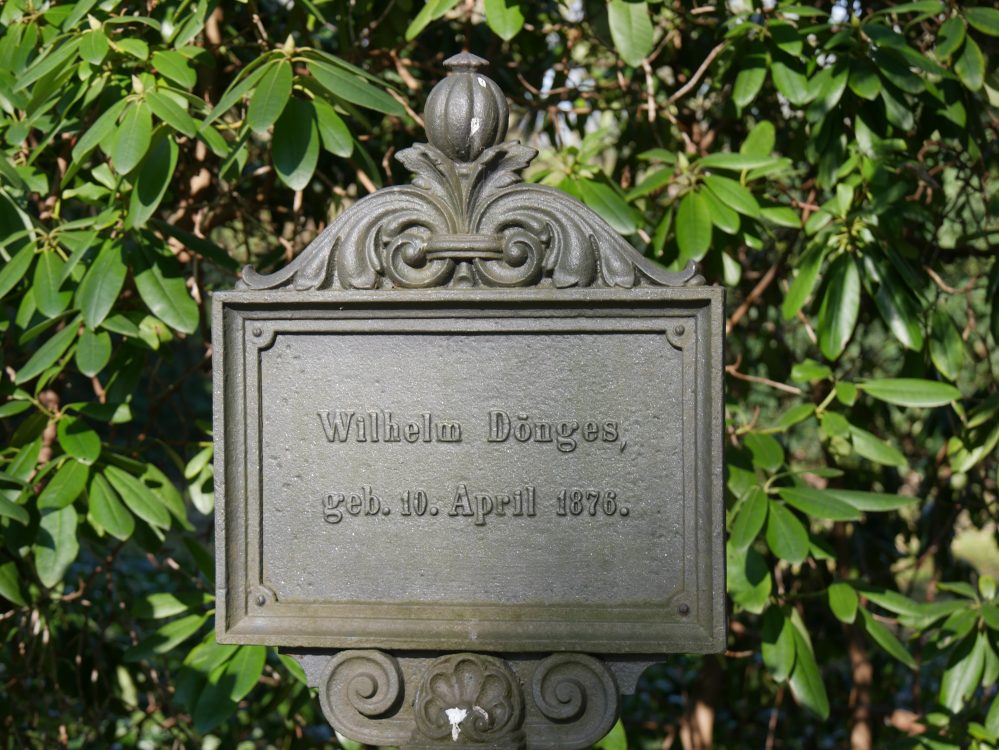 Wilhelm Dönges,
geb. 10. April 1876.